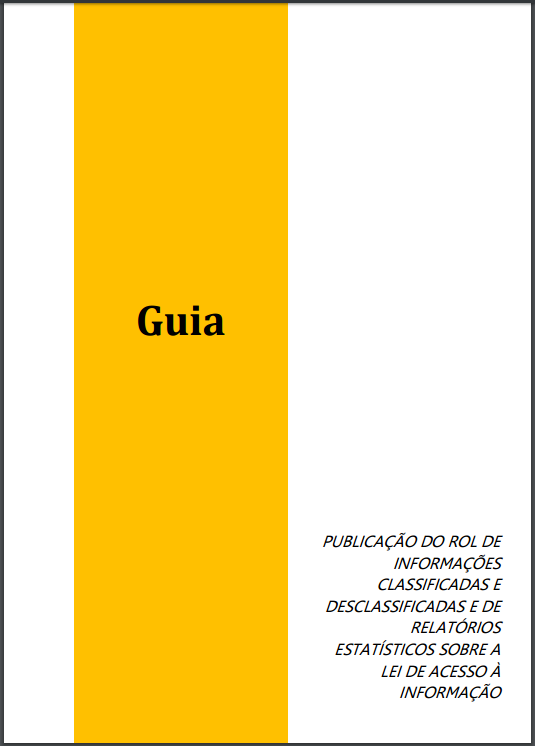 Guia
PUBLICAÇÃO DO ROL DE
INFORMAÇÕES
CLASSIFICADAS E
DESCLASSIFICADAS E DE
RELATÓRIOS
ESTATÍSTICOS SOBRE A
LEI DE ACESSO À
INFORMAÇÃO